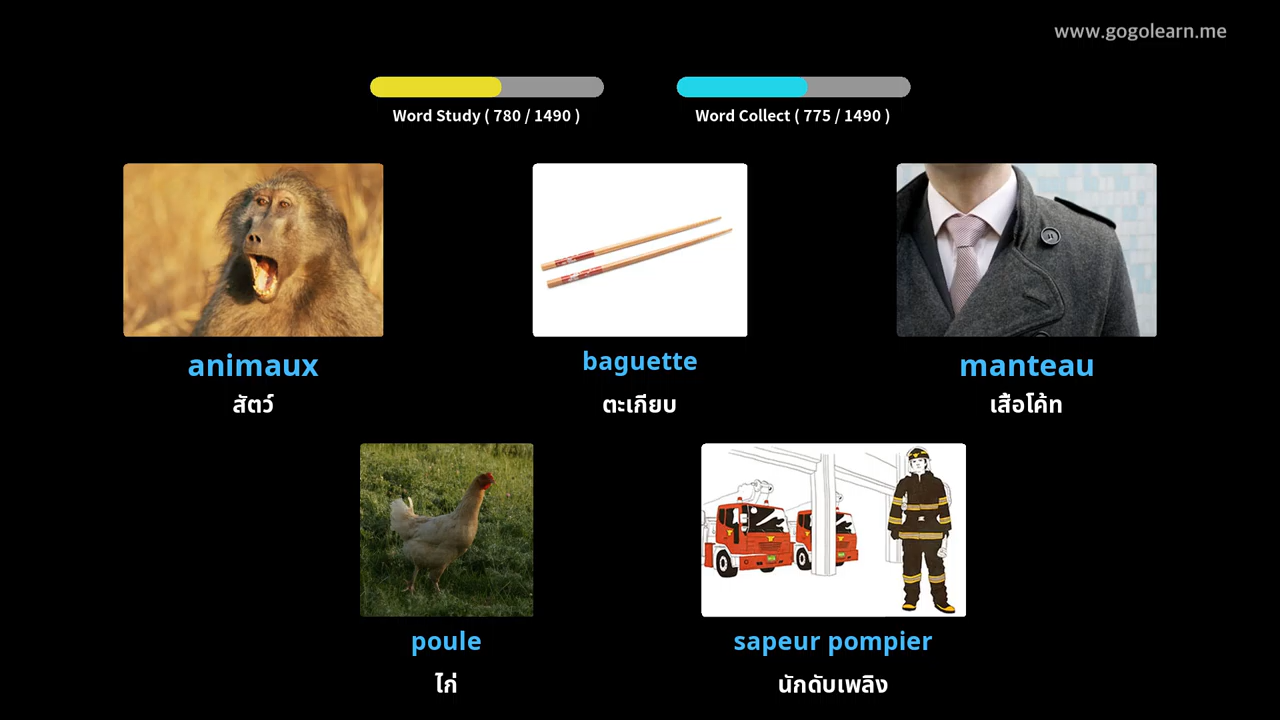 www.gogolearn.me
Word Study ( 780 / 1490 )
Word Collect ( 775 / 1490 )
animaux
สัตว์
baguette
ตะเกียบ
manteau
เสื้อโค้ท
poule
ไก่
sapeur pompier
นักดับเพลิง